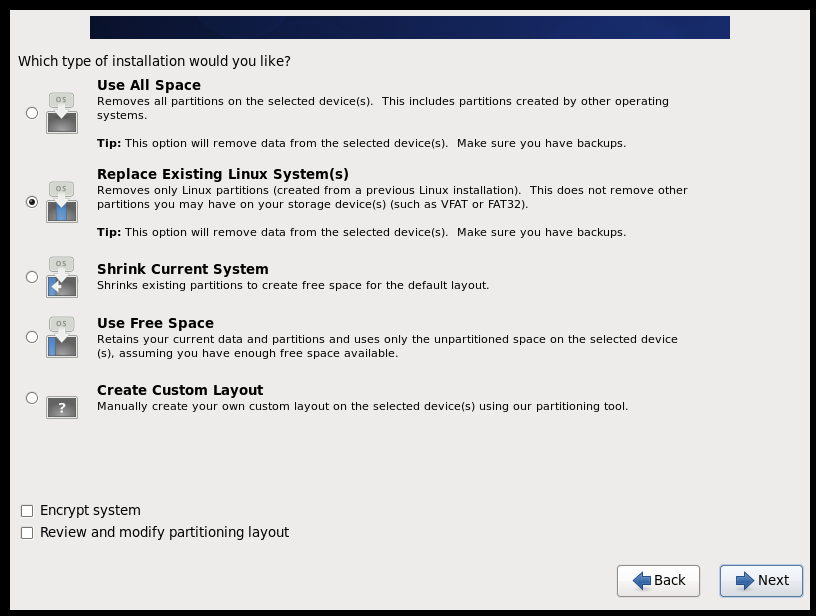 Which type of installation would you like?
OS
Use All Space
Removes all partitions on the selected device(s).  This includes partitions created by other operating
systems.
Tip: This option will remove data from the selected device(s).  Make sure you have backups.
OS
Replace Existing Linux System(s)
Removes only Linux partitions (created from a previous Linux installation).  This does not remove other
partitions you may have on your storage device(s) (such as VFAT or FAT32).
Tip: This option will remove data from the selected device(s).  Make sure you have backups.
OS
Shrink Current System
Shrinks existing partitions to create free space for the default layout.
OS
Use Free Space
Retains your current data and partitions and uses only the unpartitioned space on the selected device
(s), assuming you have enough free space available.
?
Create Custom Layout
Manually create your own custom layout on the selected device(s) using our partitioning tool.
Encrypt system
Review and modify partitioning layout
Back
Next